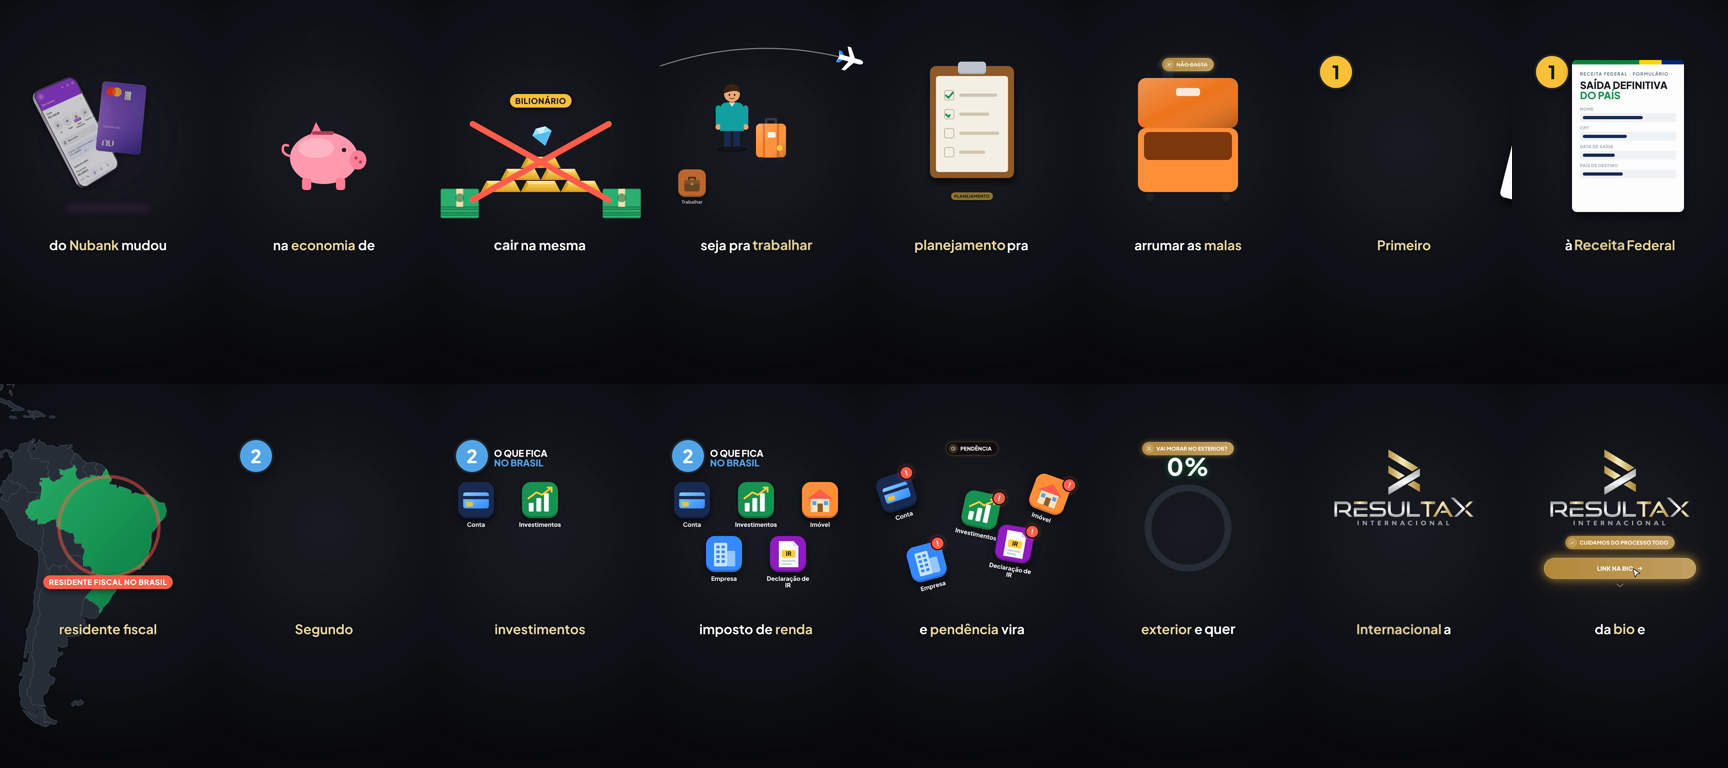 do Nubank mudou
na economia de
BILIONÁRIO
cair na mesma
Trabalhar
seja pra trabalhar
PLANEJAMENTO
planejamento pra
NÃO BASTA
arrumar as malas
1
Primeiro
1
RECEITA FEDERAL · FORMULÁRIO
SAÍDA DEFINITIVA
DO PAÍS
NOME
CPF
DATA DE SAÍDA
PAÍS DE DESTINO
à Receita Federal
RESIDENTE FISCAL NO BRASIL
residente fiscal
2
Segundo
2
O QUE FICA
NO BRASIL
Conta
Investimentos
investimentos
2
O QUE FICA
NO BRASIL
Conta
Investimentos
Imóvel
Empresa
Declaração de
IR
IR
imposto de renda
PENDÊNCIA
Conta
Investimentos
Imóvel
Empresa
IR
Declaração de
IR
e pendência vira
VAI MORAR NO EXTERIOR?
0%
exterior e quer
RESULTAX
INTERNACIONAL
Internacional a
RESULTAX
INTERNACIONAL
CUIDAMOS DO PROCESSO TODO
LINK NA BIO
da bio e